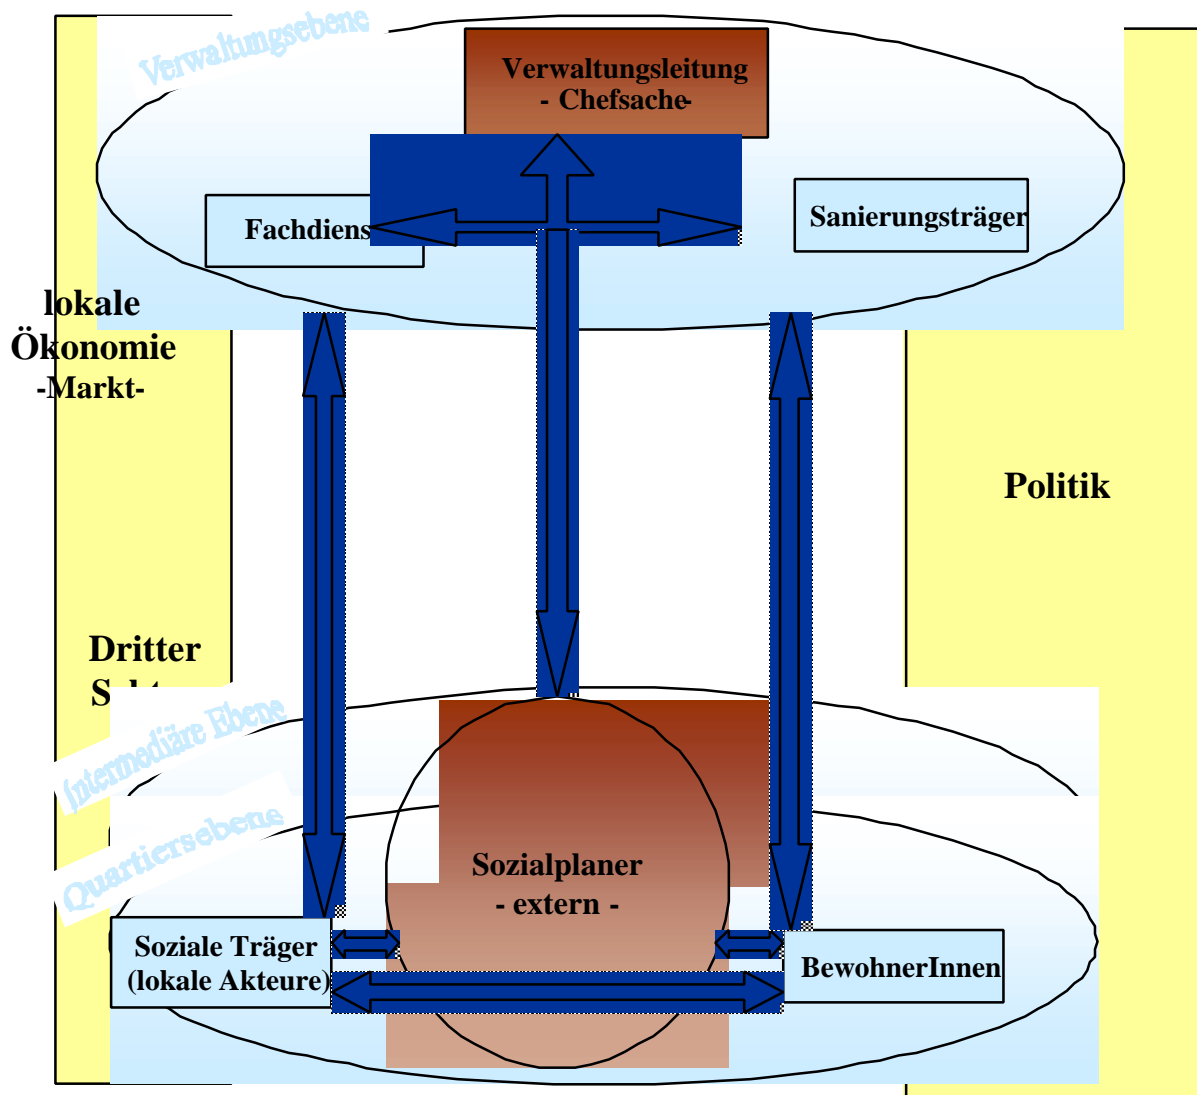 Verwaltungsebene
Verwaltungsleitung
- Chefsache-
Fachdiens
Sanierungsträger
lokale
Ökonomie
-Markt-
Politik
Dritter
Intermediäre Ebene
Quartiersebene
Sozialplaner
- extern -
Soziale Träger
(lokale Akteure)
BewohnerInnen